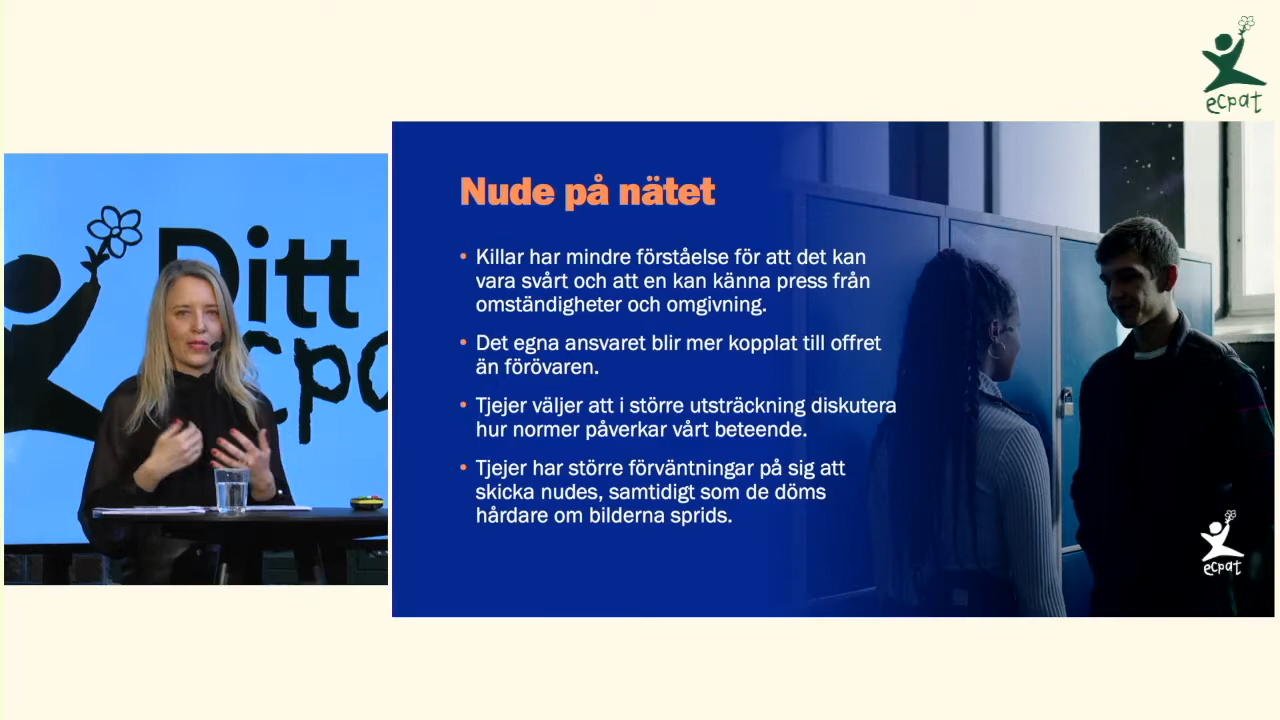 ecpat
Ditt
ecpa
Nude på nätet
• Killar har mindre förståelse för att det kan
vara svårt och att en kan känna press från
omständigheter och omgivning.
• Det egna ansvaret blir mer kopplat till offret
än förövaren.
• Tjejer väljer att i större utsträckning diskutera
hur normer påverkar vårt beteende.
• Tjejer har större förväntningar på sig att
skicka nudes, samtidigt som de döms
hårdare om bilderna sprids.
ecpat